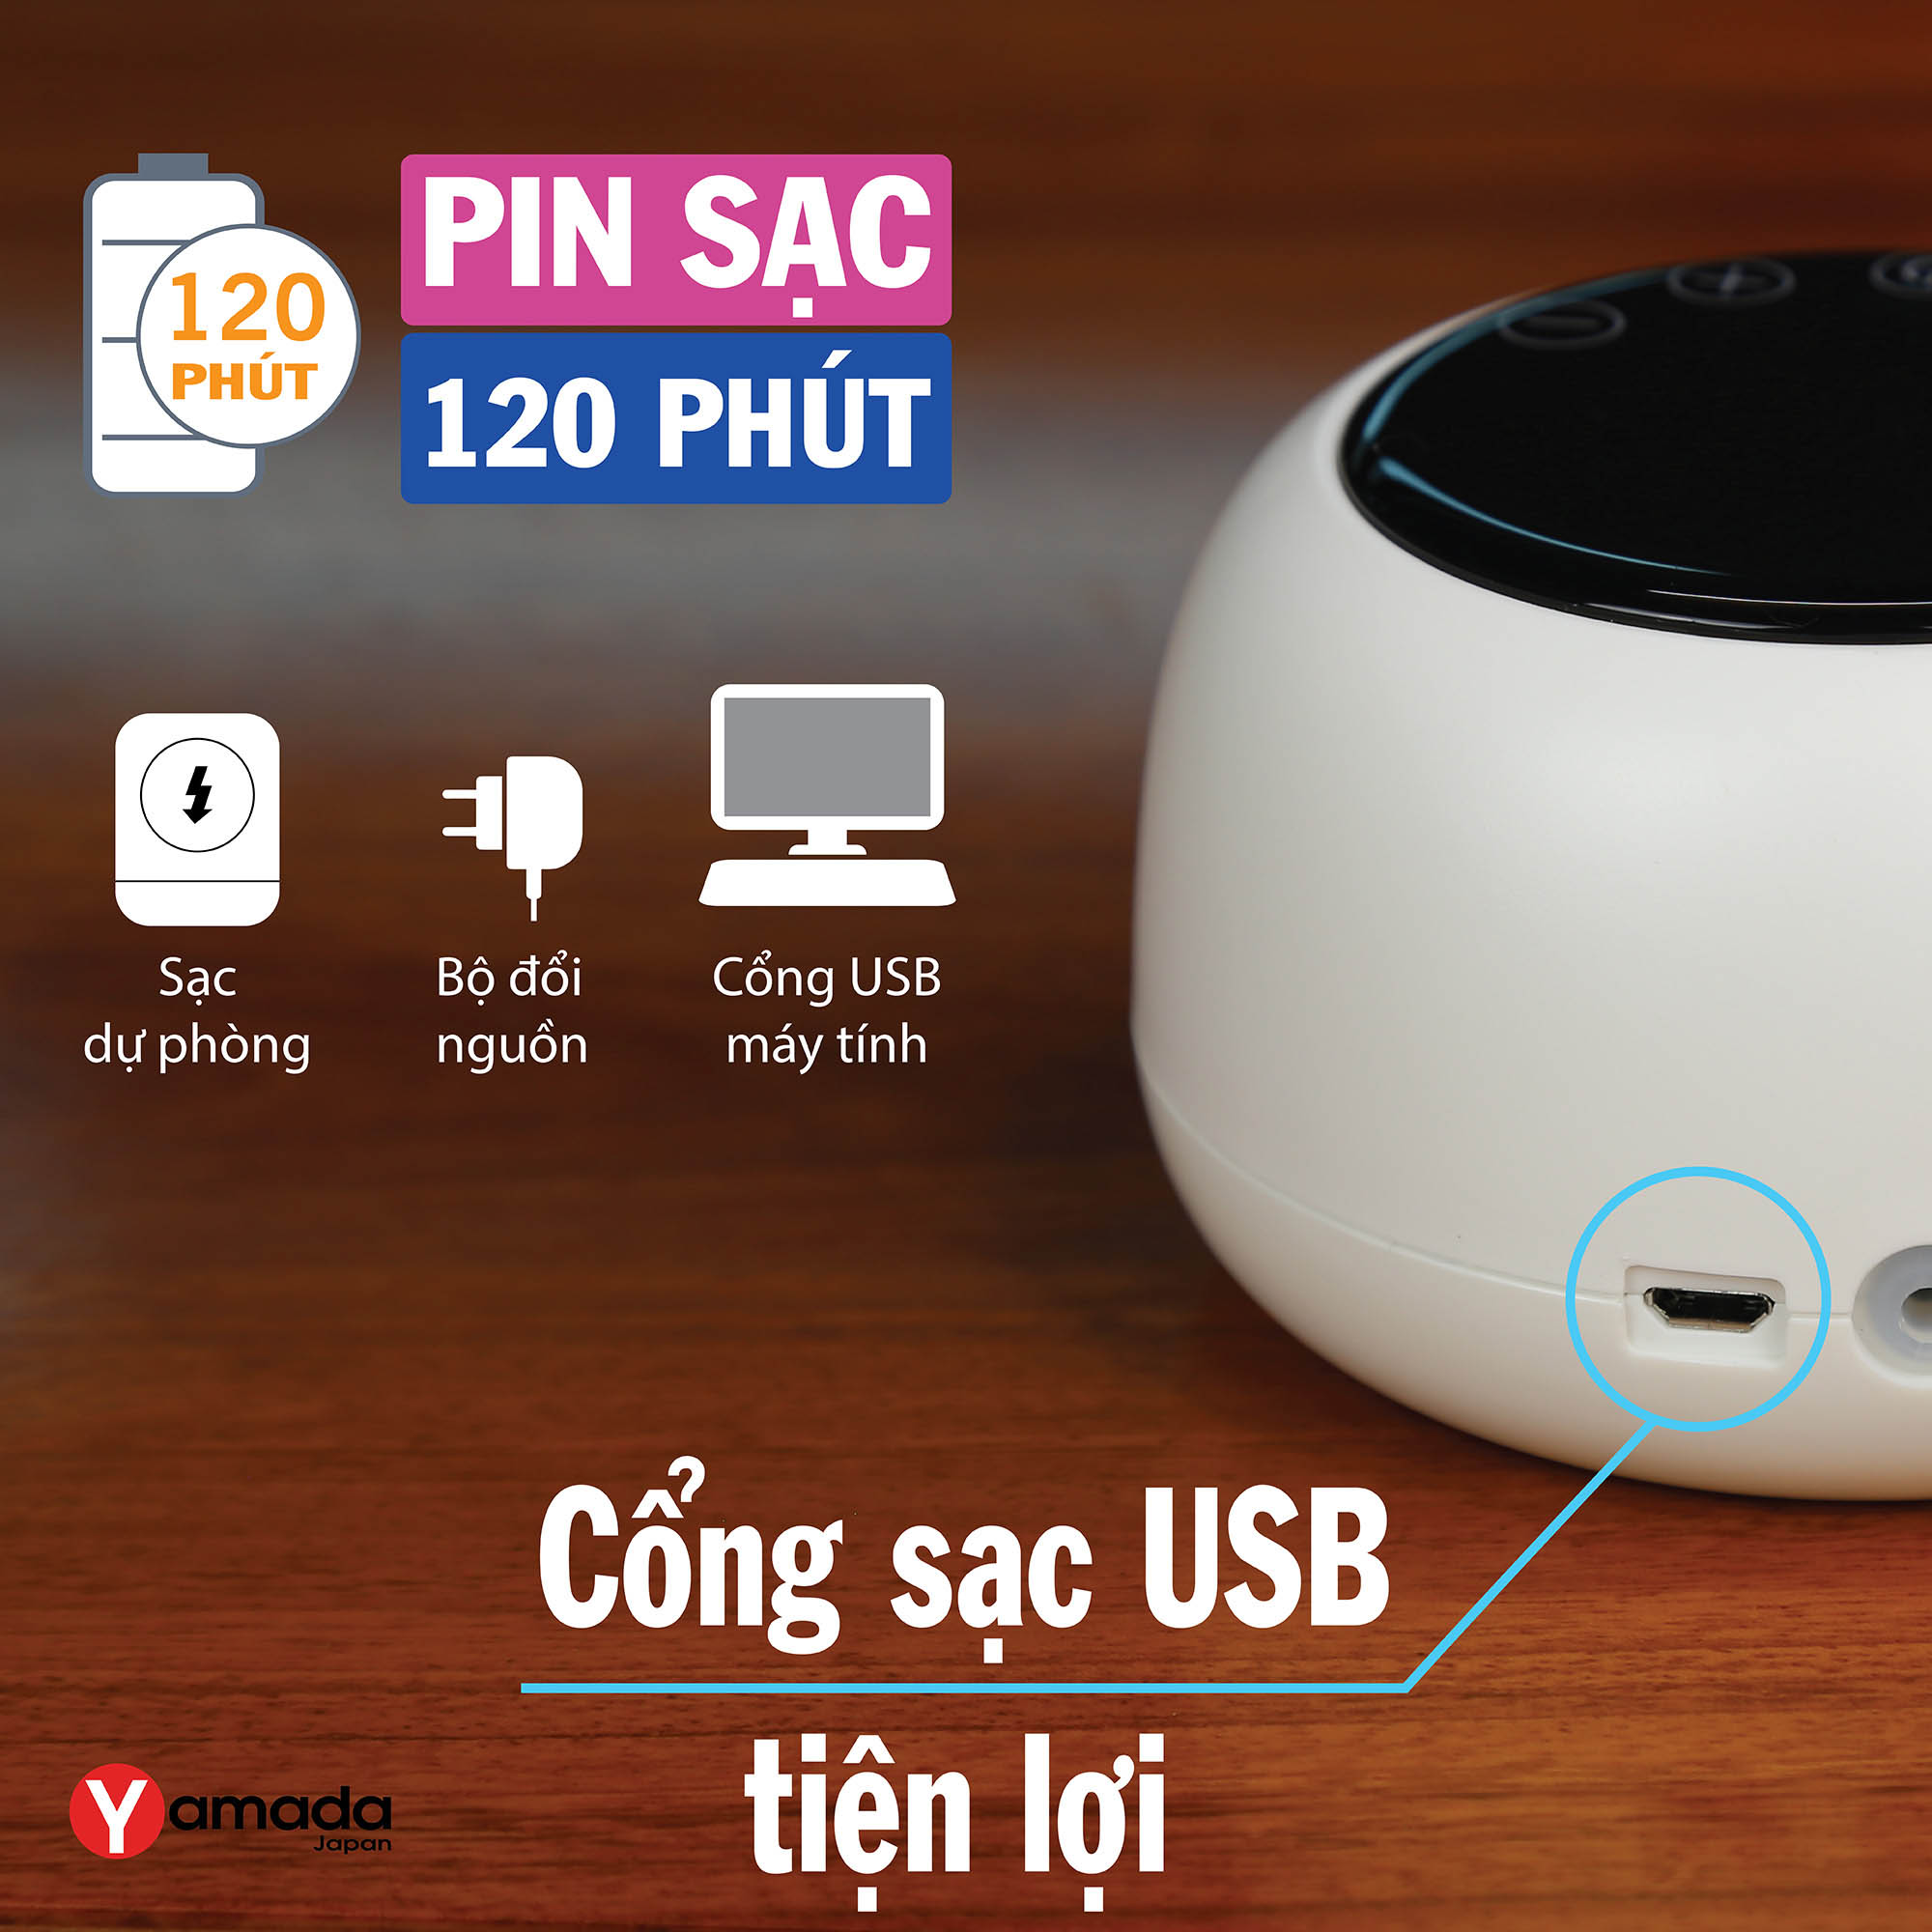 120
PHÚT
PIN SẠC
120 PHÚT
Sạc
dự phòng
Bộ đổi
nguồn
Cổng USB
máy tính
Cổng sạc USB
tiện lợi
Yamada
Japan